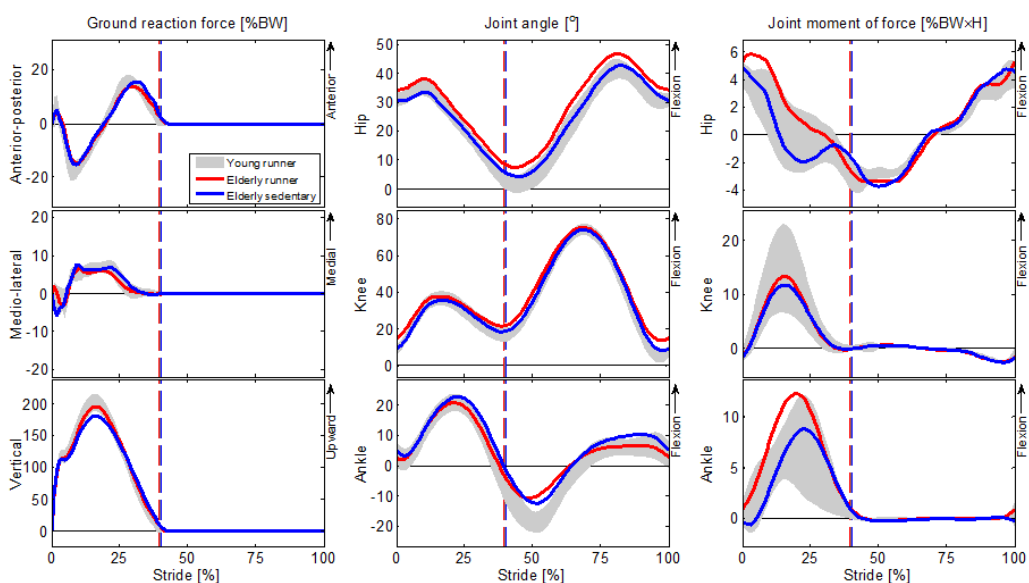 Ground reaction force [%BW]
Joint angle [º]
Joint moment of force [%BW×H]
Anterior-posterior
20
0
-20
Anterior
Young runner
Elderly runner
Elderly sedentary
Hip
50
40
30
20
10
0
Flexion
Hip
6
4
2
0
-2
-4
Flexion
Medio-lateral
20
10
0
-10
-20
Medial
Knee
80
60
40
20
0
Flexion
Knee
20
10
0
Flexion
Vertical
200
150
100
50
0
Upward
0 25 50 75 100
Stride [%]
Ankle
20
10
0
-10
-20
Flexion
0 25 50 75 100
Stride [%]
Ankle
10
5
0
Flexion
0 25 50 75 100
Stride [%]